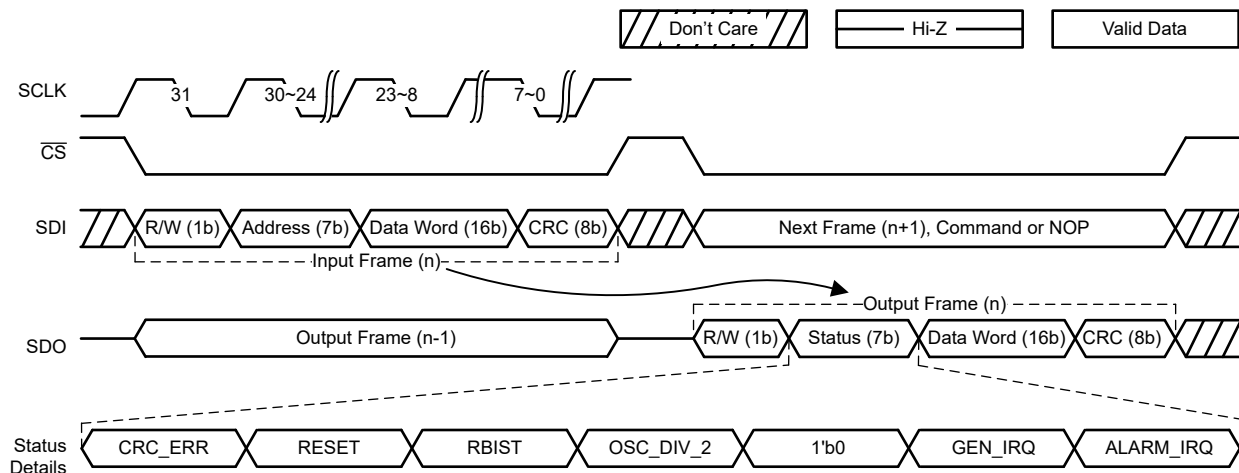 Don't Care
Hi-Z
Valid Data
SCLK
31
30~24
23~8
7~0
CS
SDI
R/W (1b)
Address (7b)
Data Word (16b)
CRC (8b)
Next Frame (n+1), Command or NOP
Input Frame (n)
Output Frame (n)
SDO
Output Frame (n-1)
R/W (1b)
Status (7b)
Data Word (16b)
CRC (8b)
Status
Details
CRC_ERR
RESET
RBIST
OSC_DIV_2
1'b0
GEN_IRQ
ALARM_IRQ